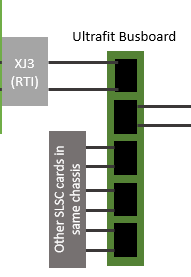 Ultrafit Busboard
XJ3
(RTI)
Other SLSC cards in
same chassis